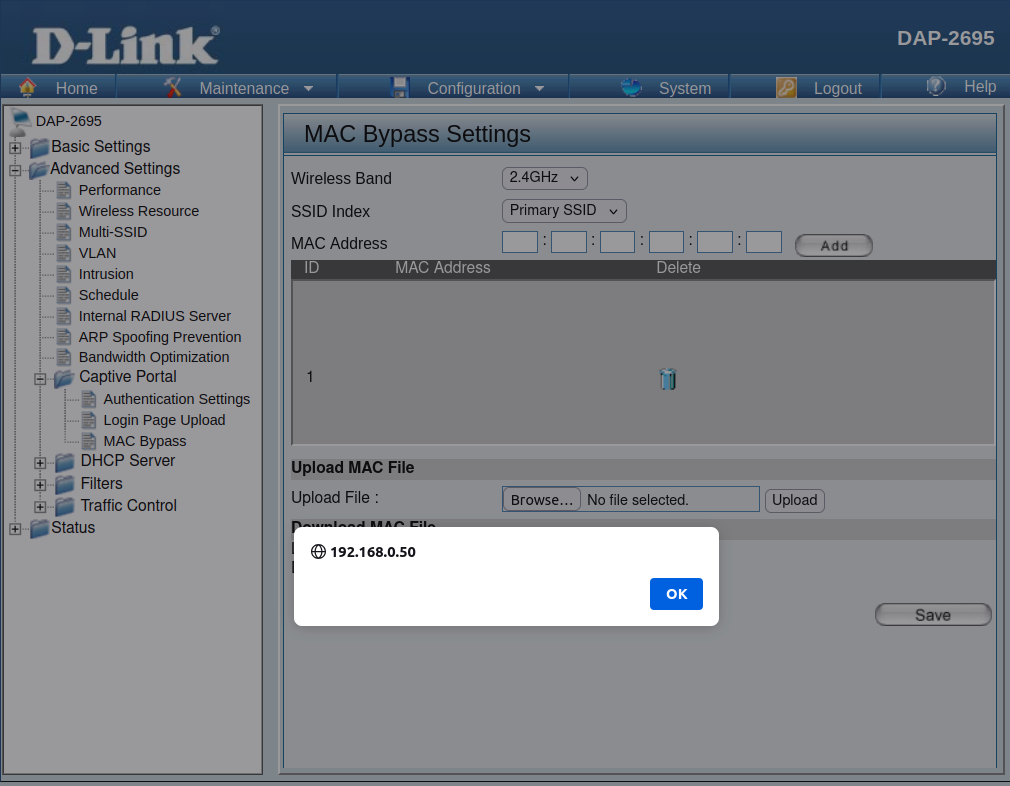 D-Link®
DAP-2695
Home Maintenance Configuration System Logout Help
DAP-2695
Basic Settings
Advanced Settings
Performance
Wireless Resource
Multi-SSID
VLAN
Intrusion
Schedule
Internal RADIUS Server
ARP Spoofing Prevention
Bandwidth Optimization
Captive Portal
Authentication Settings
Login Page Upload
MAC Bypass
DHCP Server
Filters
Traffic Control
Status
MAC Bypass Settings
Wireless Band 2.4GHz
SSID Index Primary SSID
MAC Address : : : : : Add
ID MAC Address Delete
1
Upload MAC File
Upload File : Browse... No file selected. Upload
Download MAC File
192.168.0.50
OK
Save